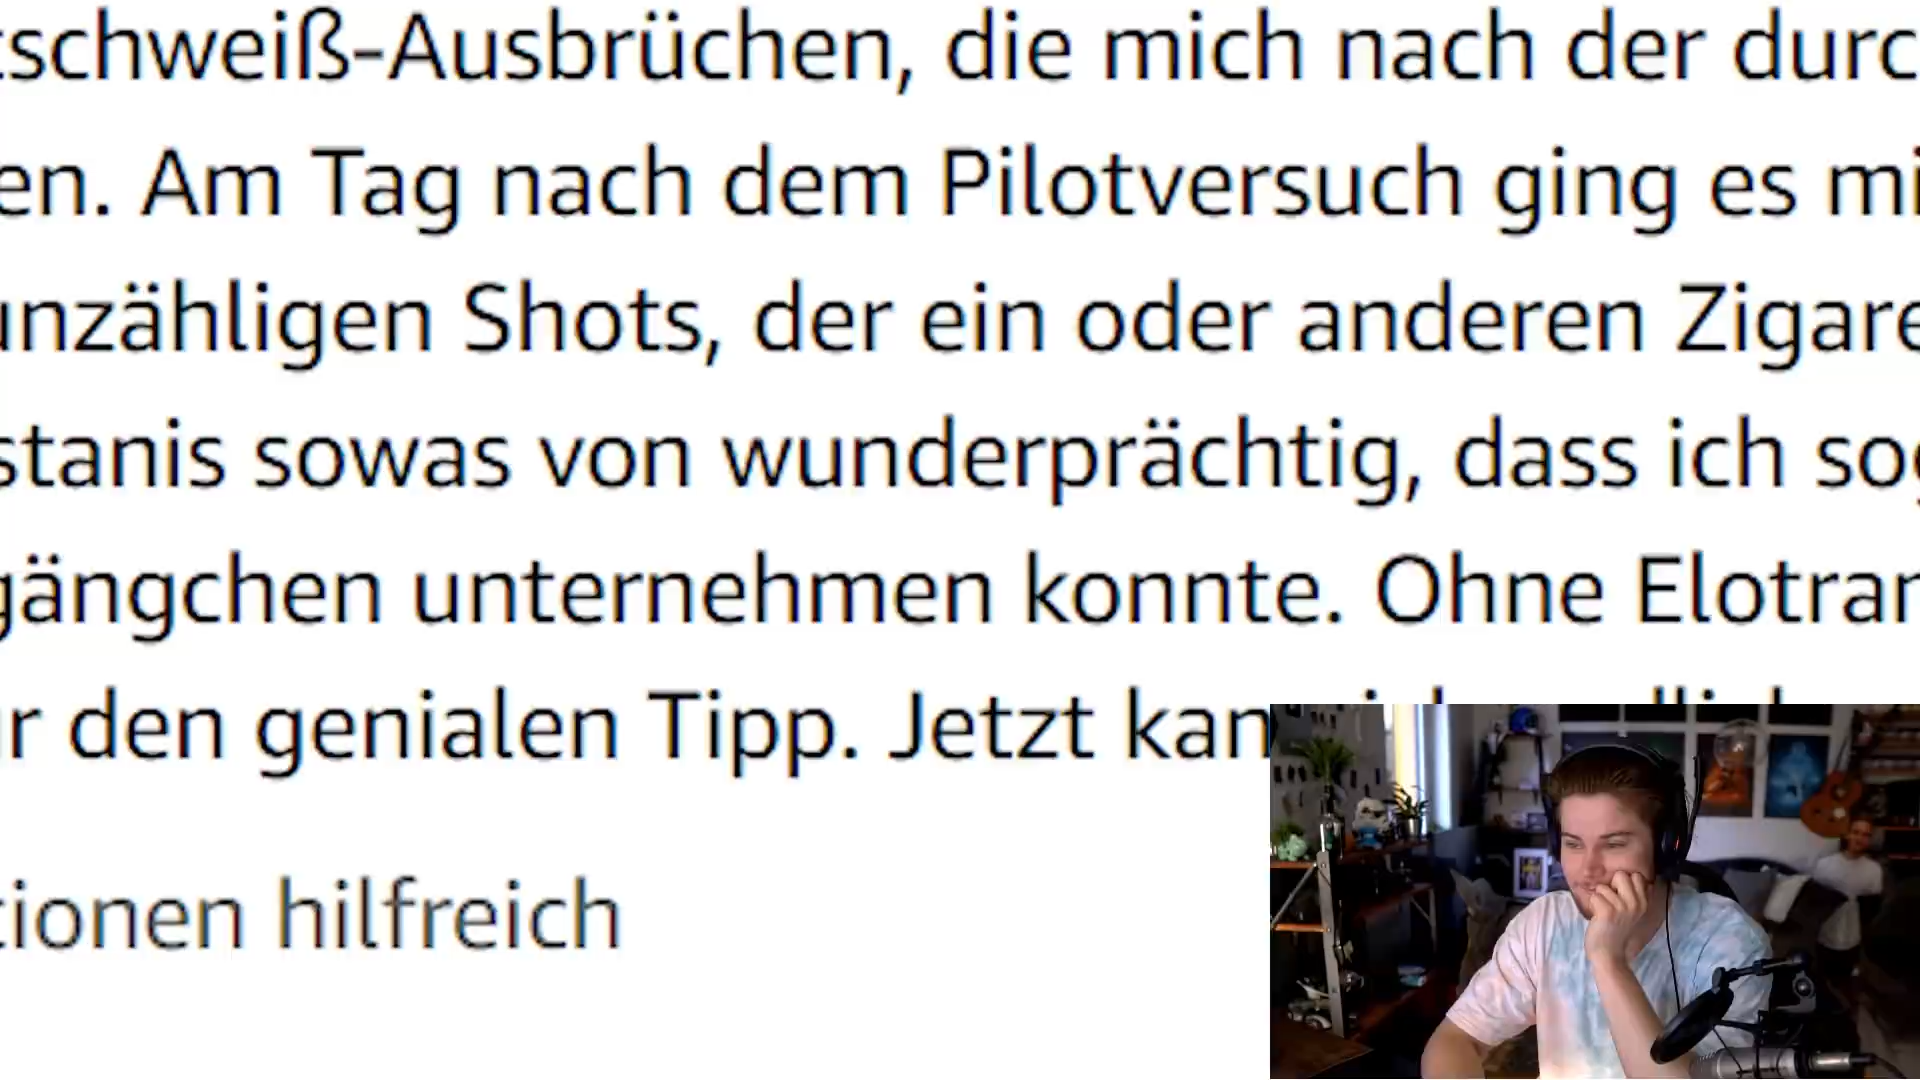 tschweiß-Ausbrüchen, die mich nach der durc
en. Am Tag nach dem Pilotversuch ging es mi
unzähligen Shots, der ein oder anderen Zigare
stanis sowas von wunderprächtig, dass ich sog
gängchen unternehmen konnte. Ohne Elotran
r den genialen Tipp. Jetzt kan
tionen hilfreich